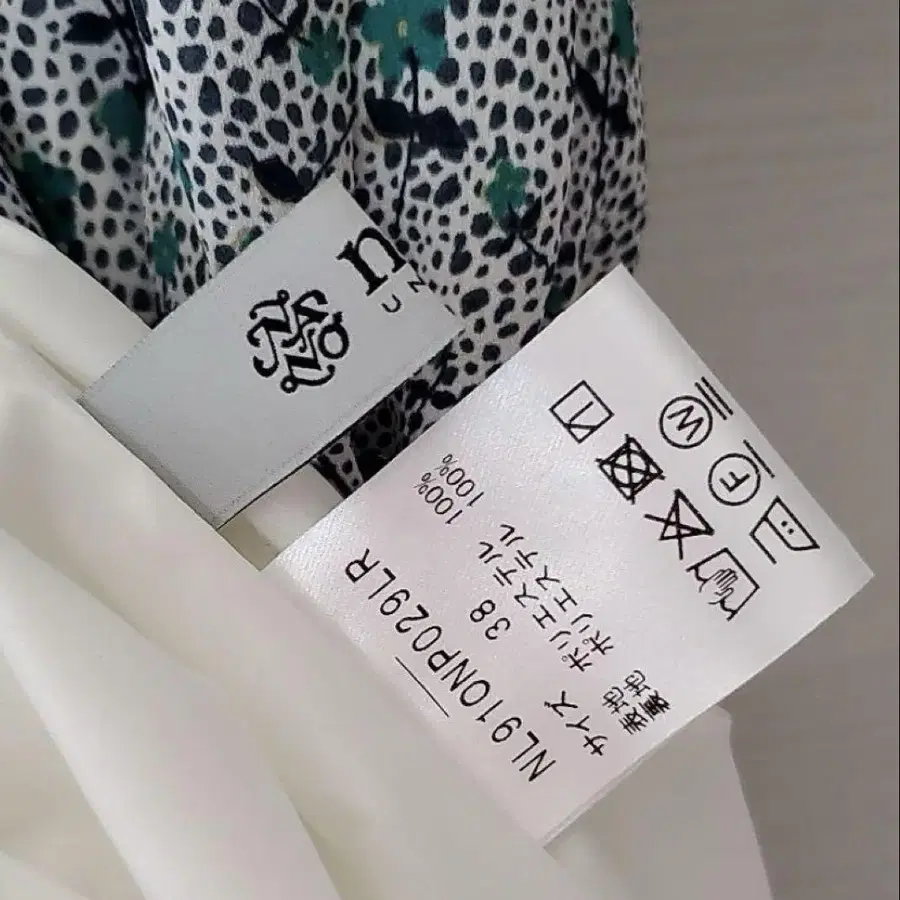 n
CZ
NL910NP029LR
サイズ 38
表地 ポリエステル 100%
裏地 ポリエステル 100%
W
F